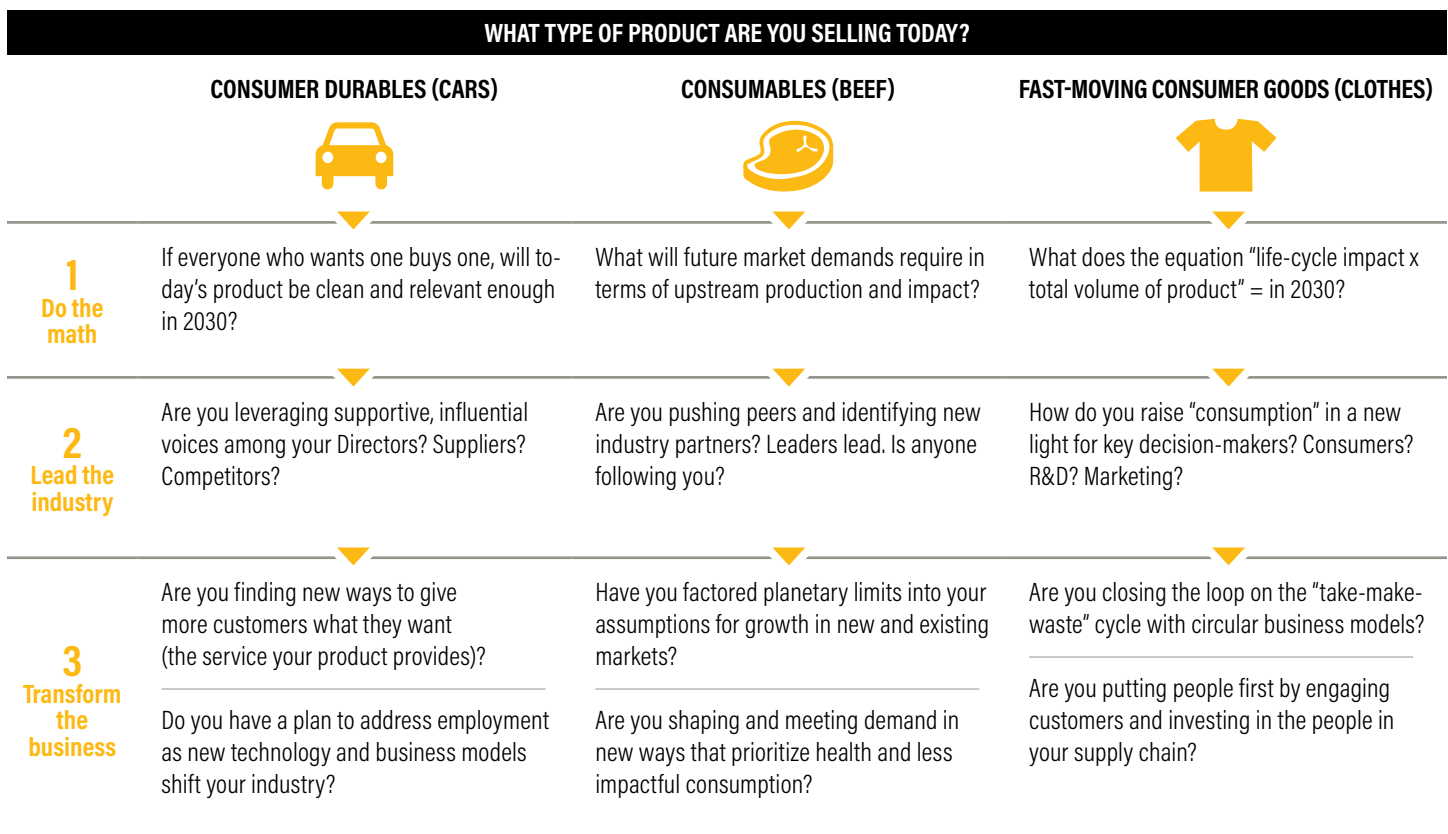 WHAT TYPE OF PRODUCT ARE YOU SELLING TODAY?
CONSUMER DURABLES (CARS)
CONSUMABLES (BEEF)
FAST-MOVING CONSUMER GOODS (CLOTHES)
1
Do the
math
If everyone who wants one buys one, will to-
day's product be clean and relevant enough
in 2030?
What will future market demands require in
terms of upstream production and impact?
What does the equation “life-cycle impact x
total volume of product” = in 2030?
2
Lead the
industry
Are you leveraging supportive, influential
voices among your Directors? Suppliers?
Competitors?
Are you pushing peers and identifying new
industry partners? Leaders lead. Is anyone
following you?
How do you raise “consumption” in a new
light for key decision-makers? Consumers?
R&D? Marketing?
3
Transform
the
business
Are you finding new ways to give
more customers what they want
(the service your product provides)?
Do you have a plan to address employment
as new technology and business models
shift your industry?
Have you factored planetary limits into your
assumptions for growth in new and existing
markets?
Are you shaping and meeting demand in
new ways that prioritize health and less
impactful consumption?
Are you closing the loop on the “take-make-
waste” cycle with circular business models?
Are you putting people first by engaging
customers and investing in the people in
your supply chain?